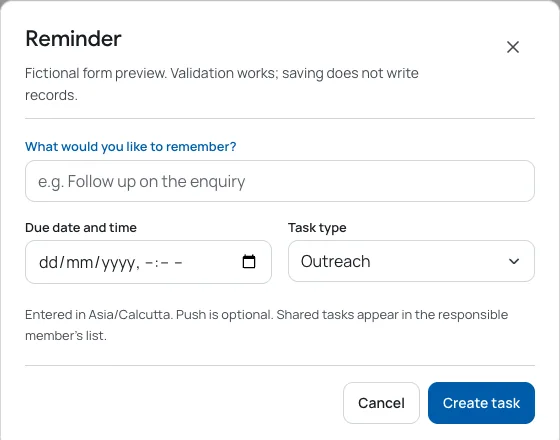 Reminder
Fictional form preview. Validation works; saving does not write
records.
What would you like to remember?
e.g. Follow up on the enquiry
Due date and time
Task type
dd/mm/yyyy, --:-- --
Outreach
Entered in Asia/Calcutta. Push is optional. Shared tasks appear in the responsible
member's list.
Cancel
Create task